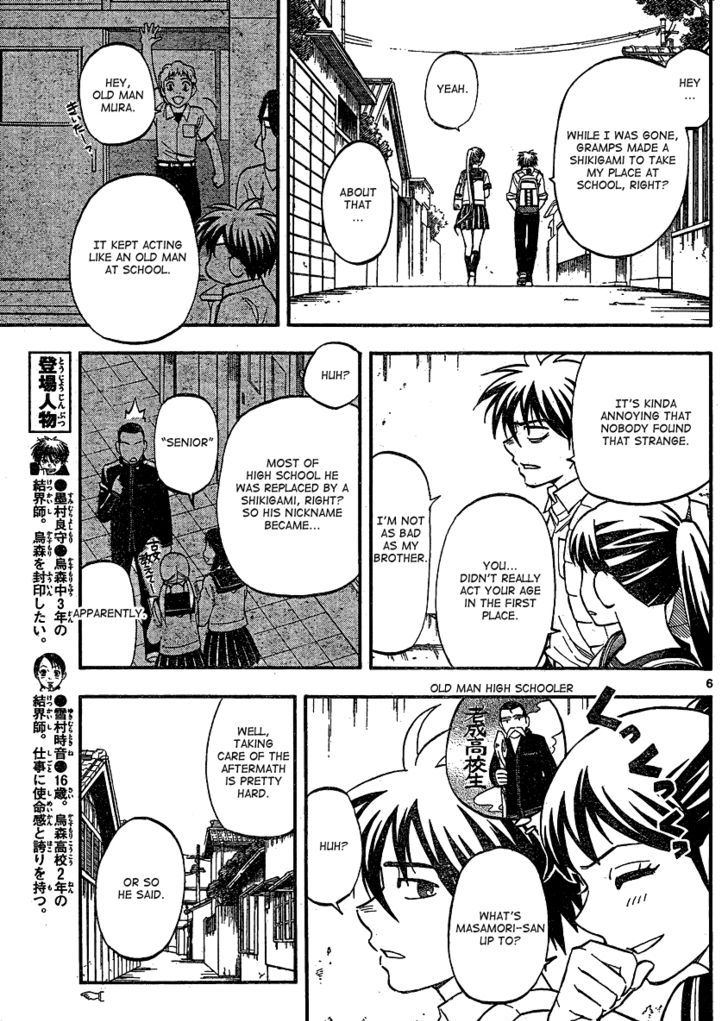 HEY
...
WHILE I WAS GONE,
GRAMPS MADE A
SHIKIGAMI TO TAKE
MY PLACE AT
SCHOOL, RIGHT?
YEAH.
ABOUT
THAT
...
HEY,
OLD MAN
MURA.
IT KEPT ACTING
LIKE AN OLD MAN
AT SCHOOL.
IT'S KINDA
ANNOYING THAT
NOBODY FOUND
THAT STRANGE.
YOU...
DIDN'T REALLY
ACT YOUR AGE
IN THE FIRST
PLACE.
I'M NOT
AS BAD
AS MY
BROTHER.
HUH?
MOST OF
HIGH SCHOOL HE
WAS REPLACED BY A
SHIKIGAMI, RIGHT?
SO HIS NICKNAME
BECAME...
"SENIOR"
APPARENTLY.
登場人物
とうじょうじんぶつ
●墨村良守●烏森中3年の
結界師。烏森を封印したい。
●雪村時音●16歳。烏森高校2年の
結界師。仕事に使命感と誇りを持つ。
6
OLD MAN HIGH SCHOOLER
老成高校生
くくくっ
HUH?
WHAT'S
MASAMORI-SAN
UP TO?
WELL,
TAKING
CARE OF THE
AFTERMATH IS
PRETTY
HARD.
OR SO
HE SAID.